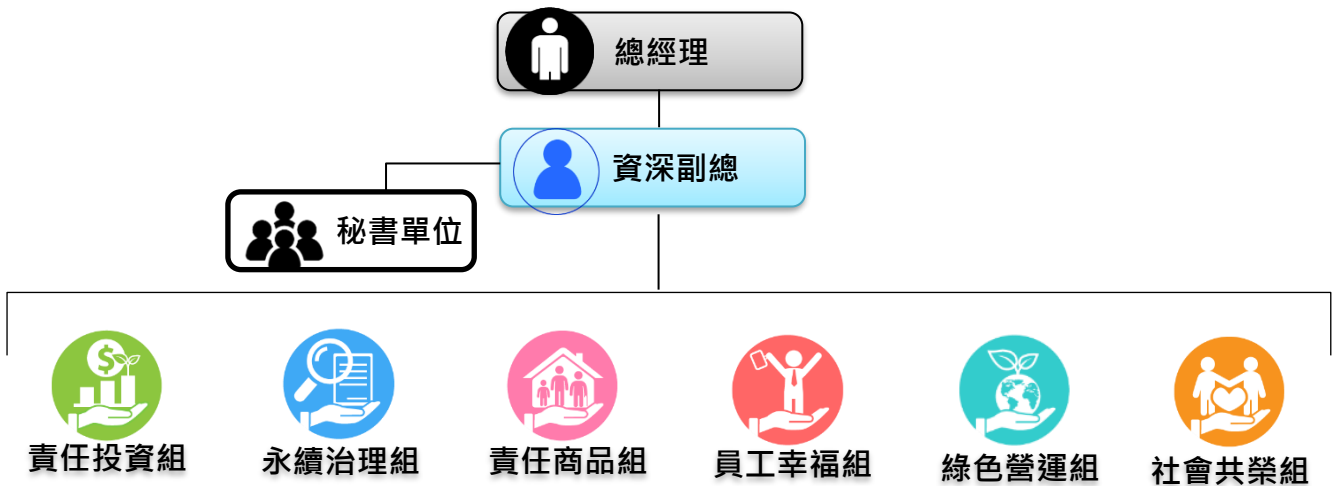 總經理
資深副總
秘書單位
責任投資組
永續治理組
責任商品組
員工幸福組
綠色營運組
社會共榮組